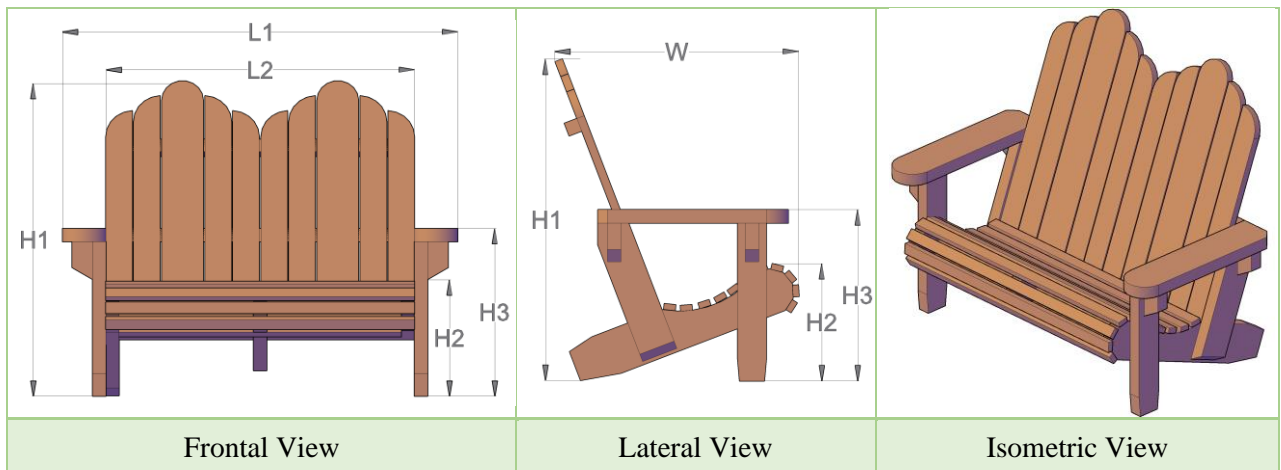 L1
L2
H1
H2
H3
W
H1
H2
H3
Frontal View
Lateral View
Isometric View